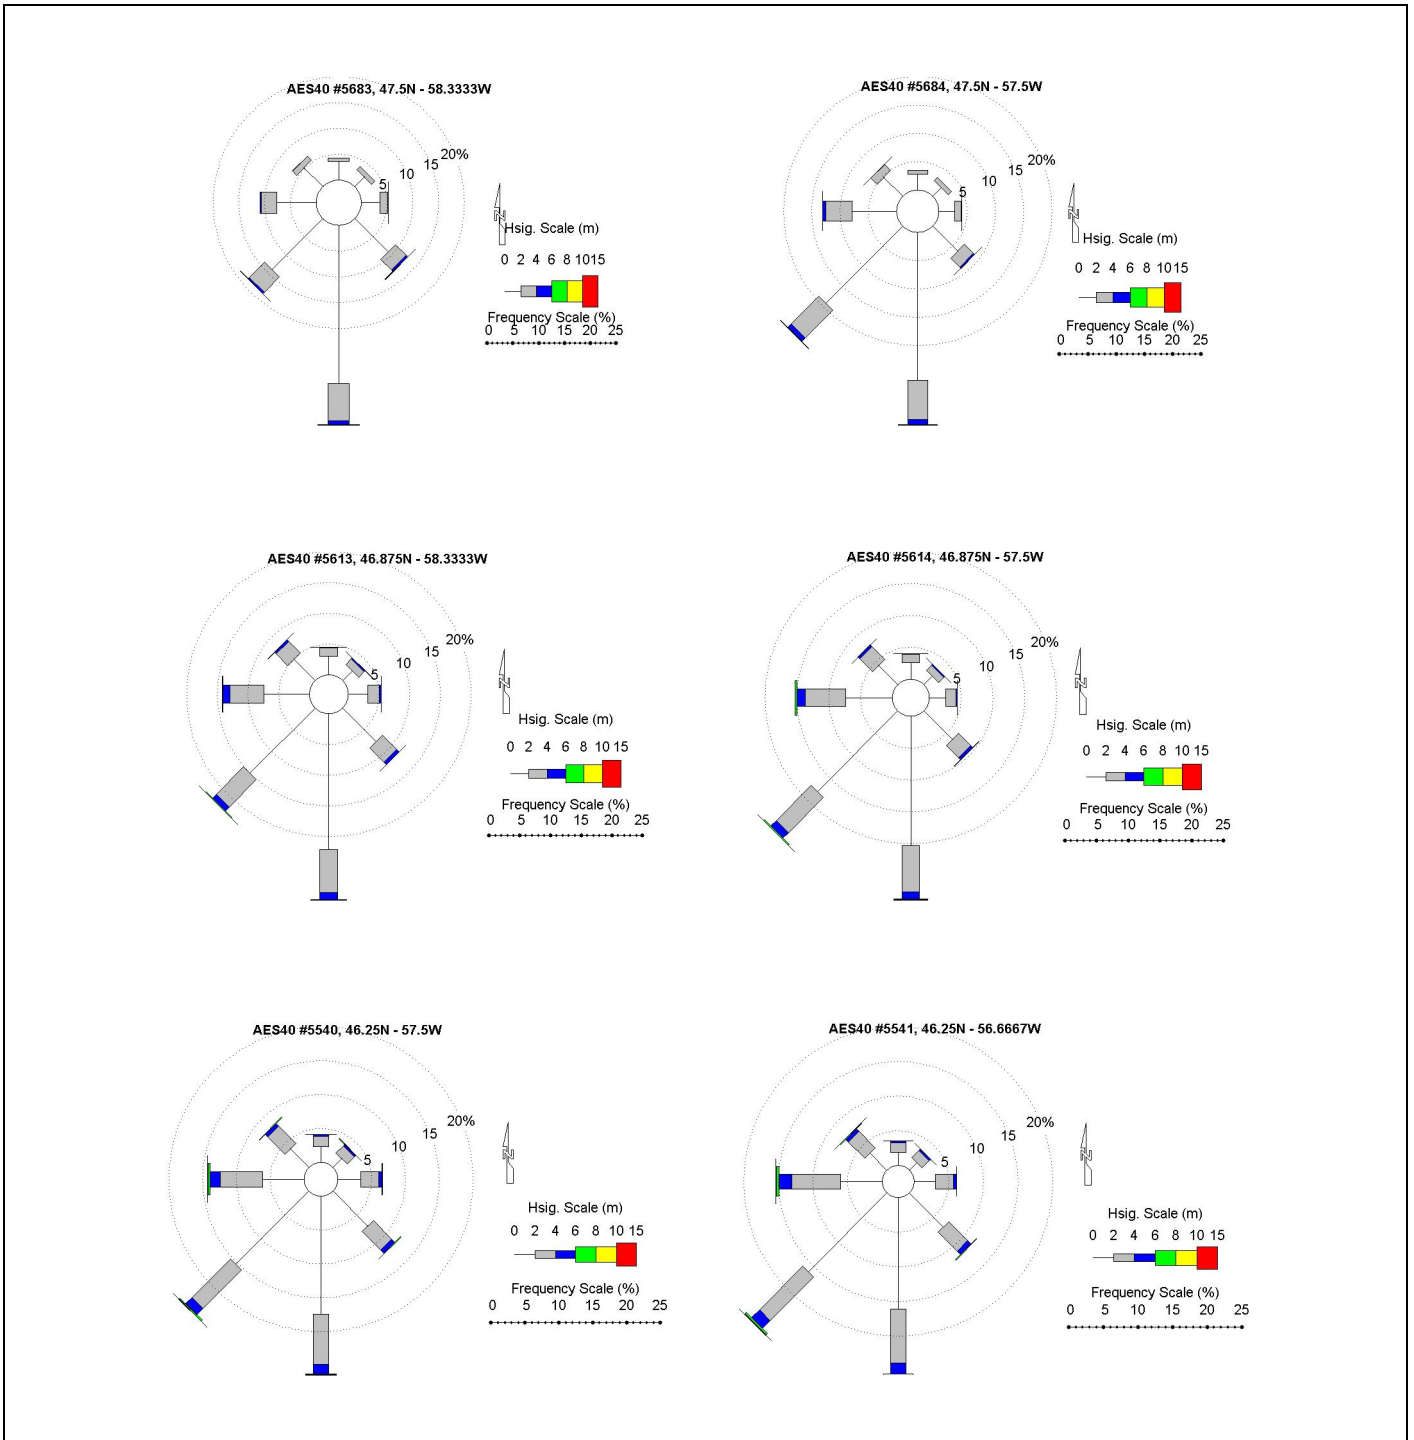 AES40 #5683, 47.5N - 58.3333W
5 10 15 20%
N
Hsig. Scale (m)
0 2 4 6 8 10 15
Frequency Scale (%)
0 5 10 15 20 25
AES40 #5684, 47.5N - 57.5W
5 10 15 20%
N
Hsig. Scale (m)
0 2 4 6 8 10 15
Frequency Scale (%)
0 5 10 15 20 25
AES40 #5613, 46.875N - 58.3333W
5 10 15 20%
N
Hsig. Scale (m)
0 2 4 6 8 10 15
Frequency Scale (%)
0 5 10 15 20 25
AES40 #5614, 46.875N - 57.5W
5 10 15 20%
N
Hsig. Scale (m)
0 2 4 6 8 10 15
Frequency Scale (%)
0 5 10 15 20 25
AES40 #5540, 46.25N - 57.5W
5 10 15 20%
N
Hsig. Scale (m)
0 2 4 6 8 10 15
Frequency Scale (%)
0 5 10 15 20 25
AES40 #5541, 46.25N - 56.6667W
5 10 15 20%
N
Hsig. Scale (m)
0 2 4 6 8 10 15
Frequency Scale (%)
0 5 10 15 20 25